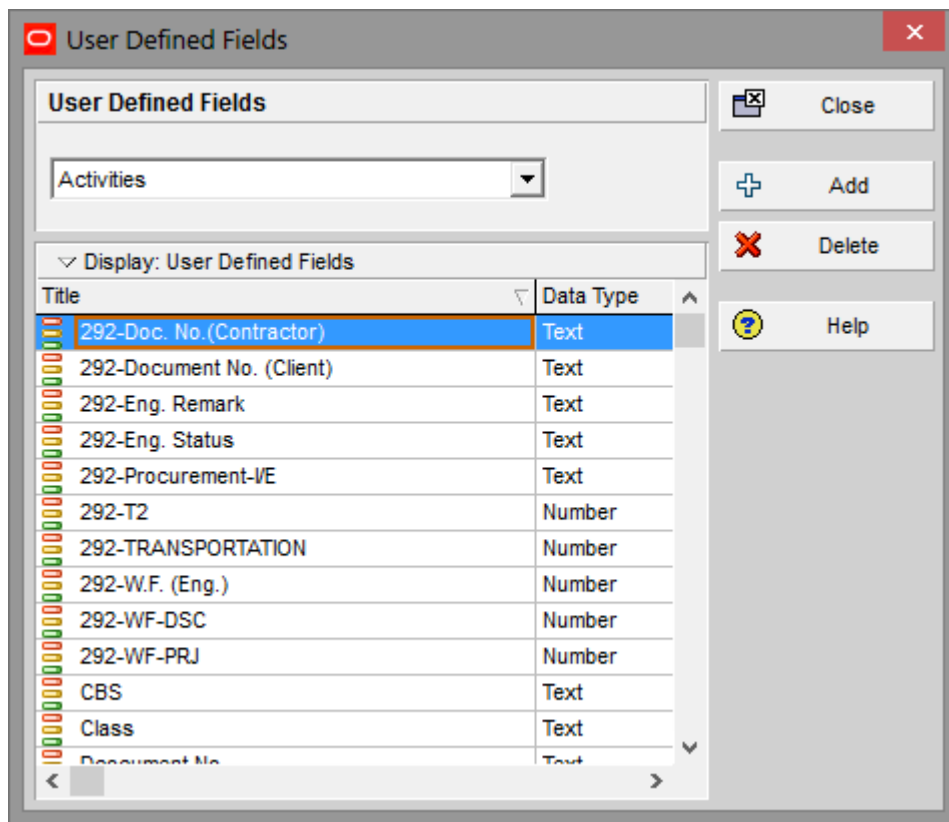 User Defined Fields
User Defined Fields
Close
Activities
Add
Delete
Display: User Defined Fields
Title Data Type
Help
292-Doc. No.(Contractor) Text
292-Document No. (Client) Text
292-Eng. Remark Text
292-Eng. Status Text
292-Procurement-I/E Text
292-T2 Number
292-TRANSPORTATION Number
292-W.F. (Eng.) Number
292-WF-DSC Number
292-WF-PRJ Number
CBS Text
Class Text
Text